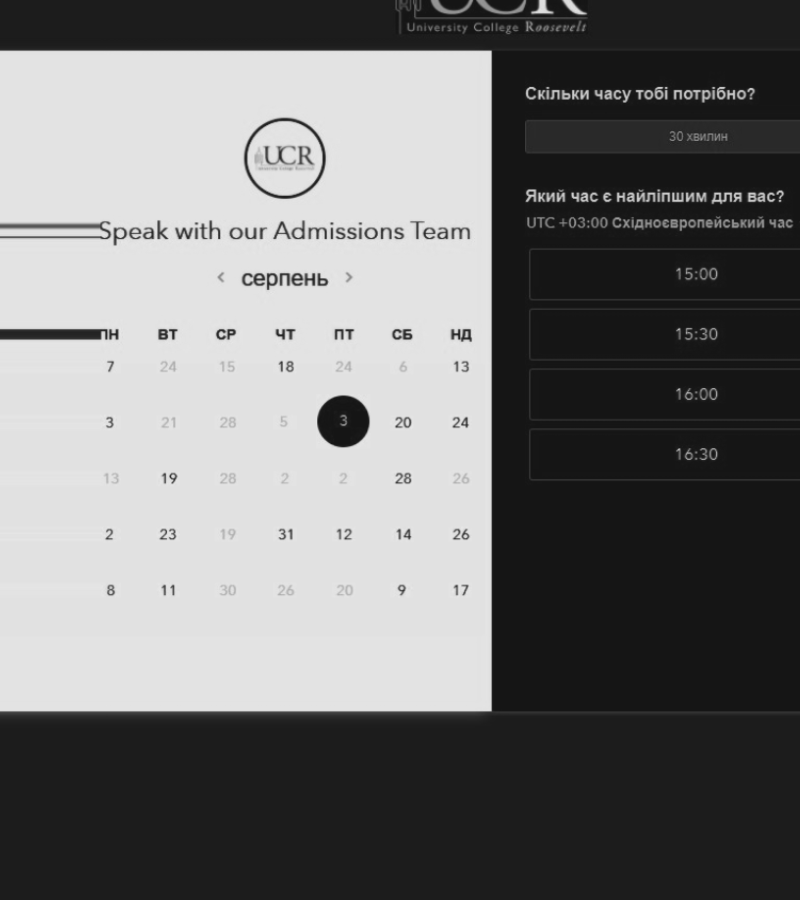 UCR
University College Roosevelt
UCR
Speak with our Admissions Team
< серпень >
ПН ВТ СР ЧТ ПТ СБ НД
7 24 15 18 24 6 13
3 21 28 5 3 20 24
13 19 28 2 2 28 26
2 23 19 31 12 14 26
8 11 30 26 20 9 17
Скільки часу тобі потрібно?
30 хвилин
Який час є найліпшим для вас?
UTC +03:00 Східноєвропейський час
15:00
15:30
16:00
16:30